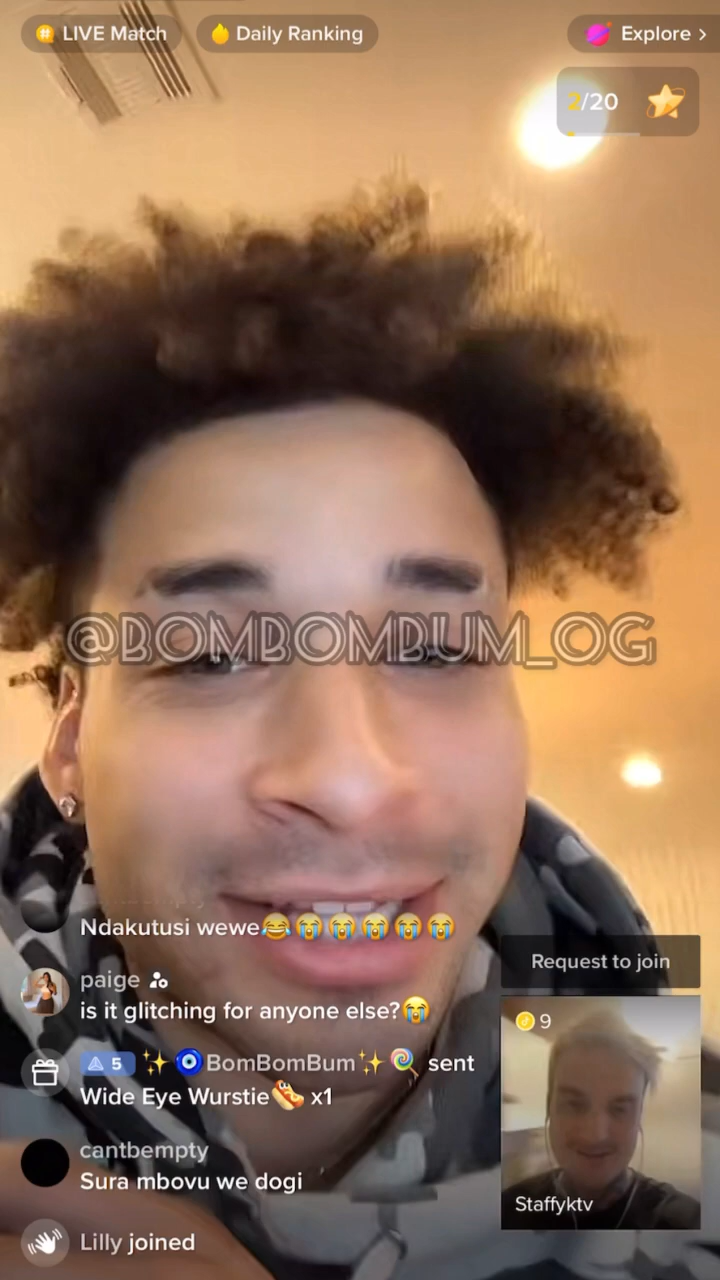 LIVE Match
Daily Ranking
Explore >
2/20
@BOMBOMBUM_OG
Ndakutusi wewe😂😭😭😭😭😭
paige
is it glitching for anyone else?😭
5 ✨🧿BomBomBum✨🍭 sent
Wide Eye Wurstie🌭 x1
cantbempty
Sura mbovu we dogi
Lilly joined
Request to join
9
Staffyktv